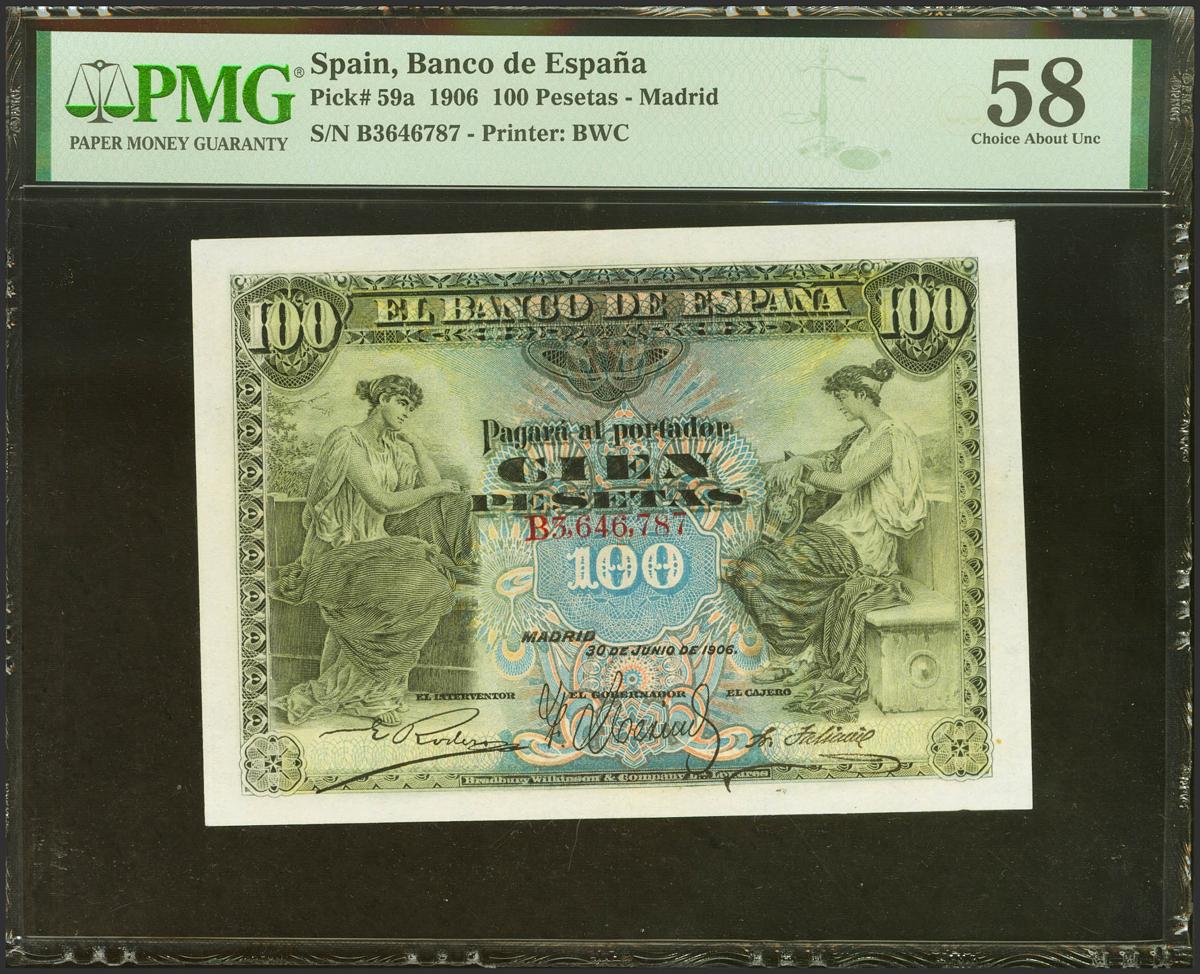 PMG®
PAPER MONEY GUARANTY
Spain, Banco de España
Pick# 59a 1906 100 Pesetas - Madrid
S/N B3646787 - Printer: BWC
58
Choice About Unc
100 EL BANCO DE ESPAÑA 100
Pagará al portador
CIEN
PESETAS
B3,646,787
100
MADRID
30 DE JUNIO DE 1906.
EL INTERVENTOR EL GOBERNADOR EL CAJERO
Bradbury Wilkinson & Company Ld. Londres